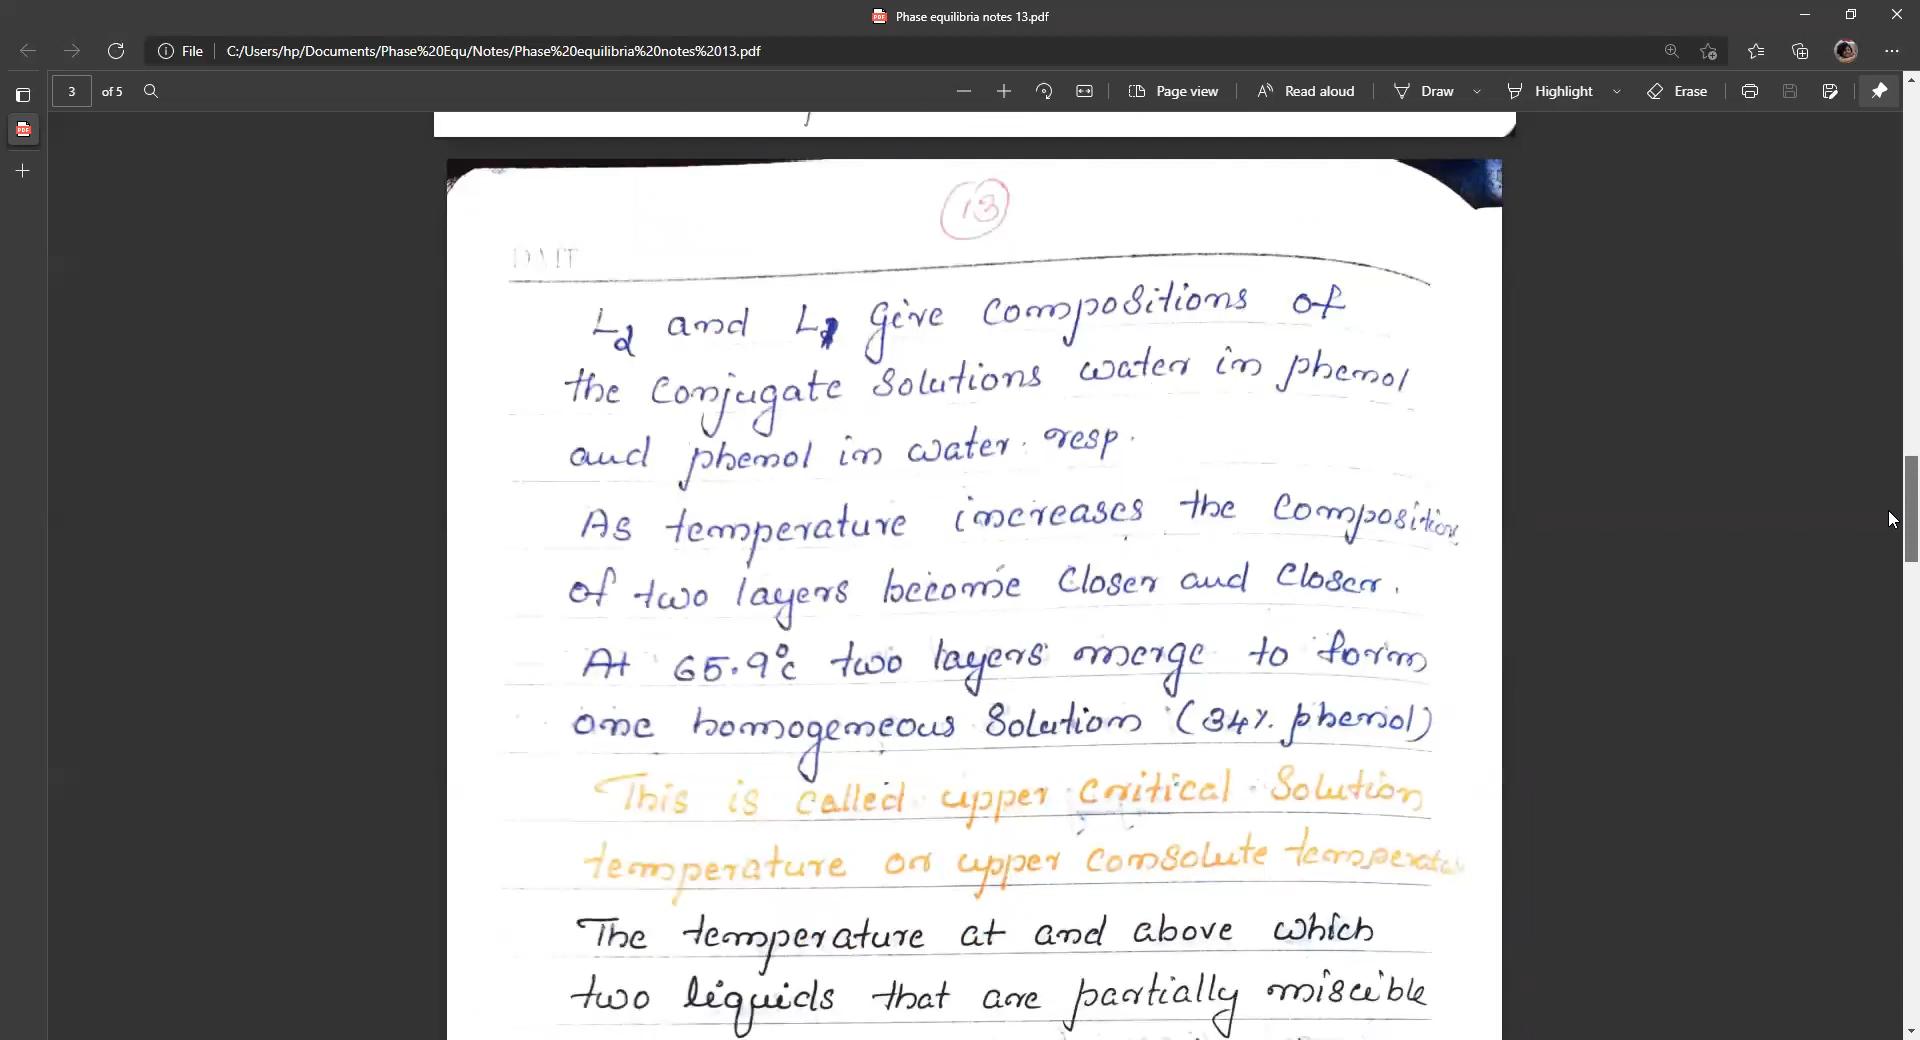 Phase equilibria notes 13.pdf
File C:/Users/hp/Documents/Phase%20Equ/Notes/Phase%20equilibria%20notes%2013.pdf
3 of 5 Page view Read aloud Draw Highlight Erase
13
L₂ and L₁ give compositions of
the conjugate solutions water in phenol
and phenol in water. resp.
As temperature increases the composition
of two layers become closer and closer.
At 65.9°c two layers merge to form
one homogeneous solution (34%. phenol)
This is called upper critical solution
temperature or upper consolute
The temperature at and above which
two liquids that are partially miscible